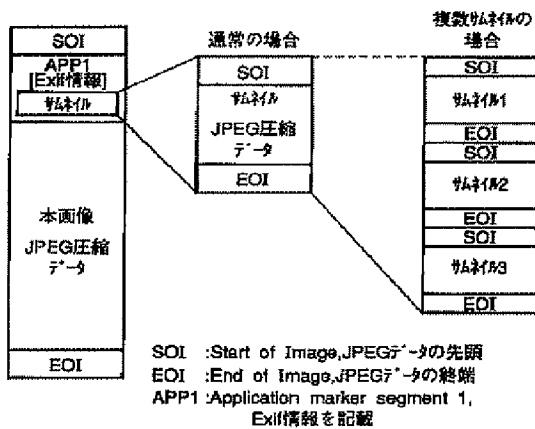 SOI
APP1
[Exif情報]
ｻﾑﾈｲﾙ
本画像
JPEG圧縮
ﾃﾞｰﾀ
EOI
通常の場合
SOI
ｻﾑﾈｲﾙ
JPEG圧縮
ﾃﾞｰﾀ
EOI
複数ｻﾑﾈｲﾙの
場合
SOI
ｻﾑﾈｲﾙ1
EOI
SOI
ｻﾑﾈｲﾙ2
EOI
SOI
ｻﾑﾈｲﾙ3
EOI
SOI :Start of Image,JPEGﾃﾞｰﾀの先頭
EOI :End of Image,JPEGﾃﾞｰﾀの終端
APP1 :Application marker segment 1,
Exif情報を記載